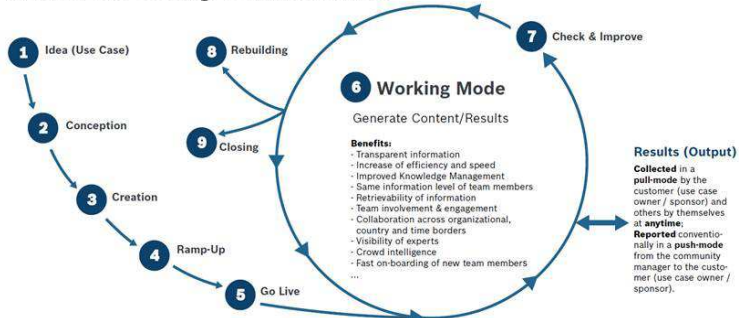 1 Idea (Use Case)
2 Conception
3 Creation
4 Ramp-Up
5 Go Live
6 Working Mode
Generate Content/Results
Benefits:
- Transparent information
- Increase of efficiency and speed
- Improved Knowledge Management
- Same information level of team members
- Retrievability of information
- Team involvement & engagement
- Collaboration across organizational,
country and time borders
- Visibility of experts
- Crowd intelligence
- Fast on-boarding of new team members
...
7 Check & Improve
8 Rebuilding
9 Closing
Results (Output)
Collected in a
pull-mode by the
customer (use case
owner / sponsor) and
others by themselves
at anytime;
Reported conventio-
nally in a push-mode
from the community
manager to the custo-
mer (use case owner /
sponsor).